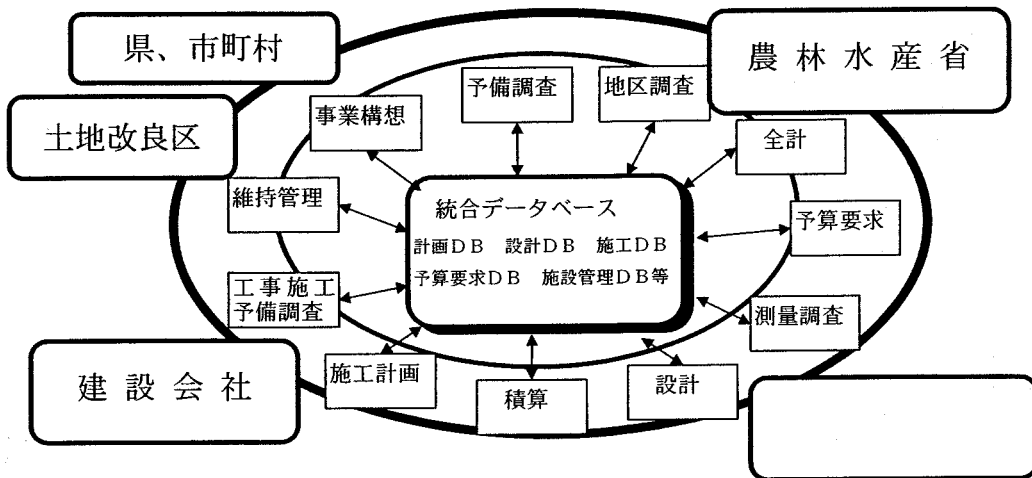 県、市町村
農林水産省
土地改良区
事業構想
予備調査
地区調査
全計
維持管理
予算要求
統合データベース
計画DB 設計DB 施工DB
予算要求DB 施設管理DB等
工事施工
予備調査
測量調査
施工計画
積算
設計
建設会社